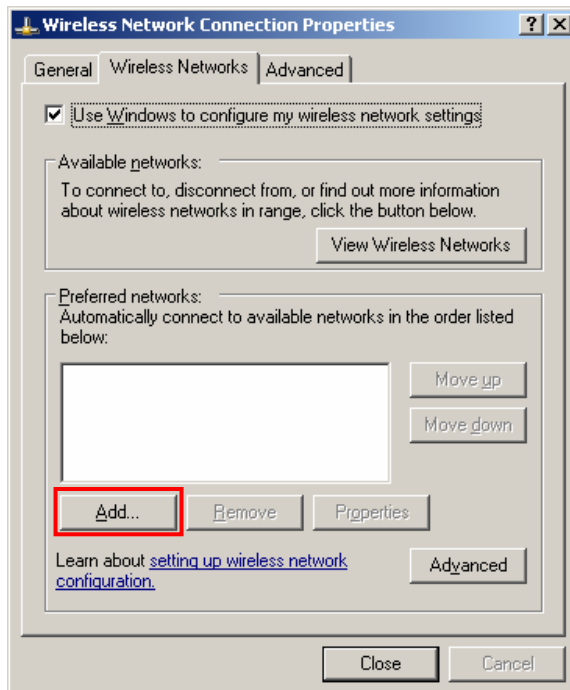 Wireless Network Connection Properties
General
Wireless Networks
Advanced
Use Windows to configure my wireless network settings
Available networks:
To connect to, disconnect from, or find out more information
about wireless networks in range, click the button below.
View Wireless Networks
Preferred networks:
Automatically connect to available networks in the order listed
below:
Move up
Move down
Add...
Remove
Properties
Learn about setting up wireless network
configuration.
Advanced
Close
Cancel